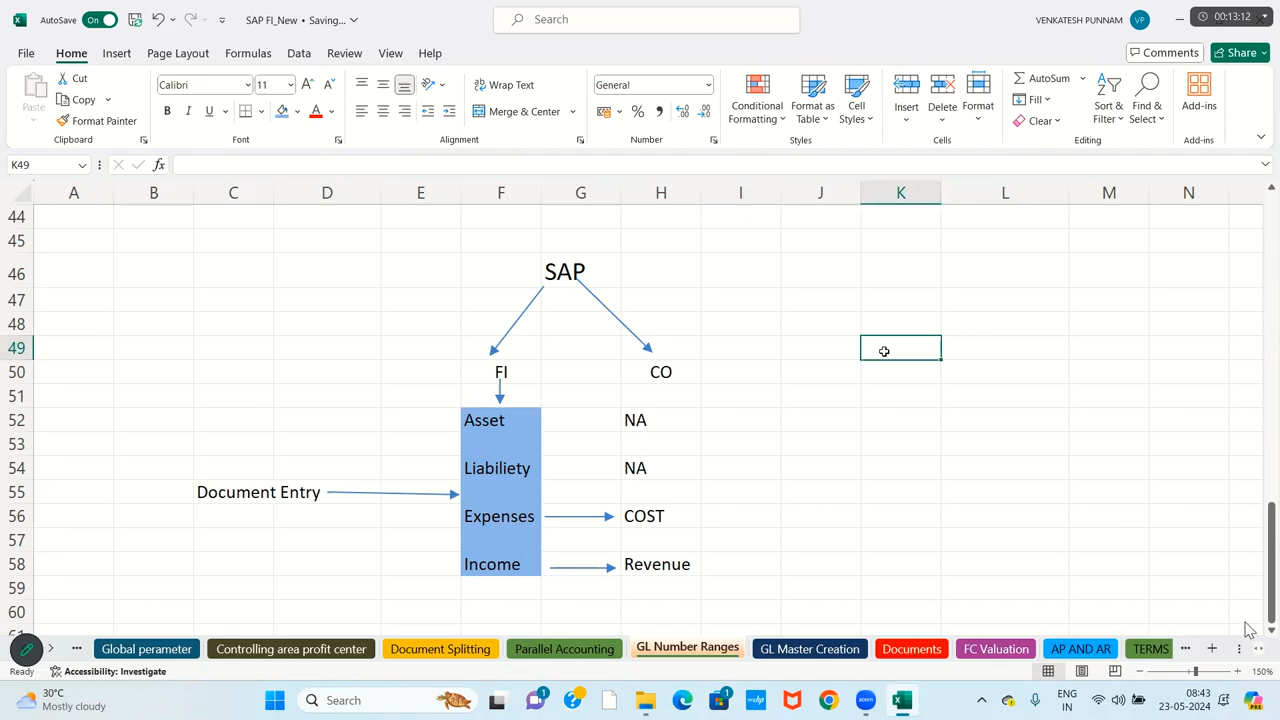 AutoSave On SAP FI_New • Saving... Search VENKATESH PUNNAM VP 00:13:12
File Home Insert Page Layout Formulas Data Review View Help Comments Share
Paste Cut Copy Format Painter Clipboard
Calibri 11 B I U Font
Wrap Text Merge & Center Alignment
General % Number
Conditional Formatting Format as Table Cell Styles Styles
Insert Delete Format Cells
AutoSum Fill Clear Sort & Filter Find & Select Editing
Add-ins Add-ins
K49 fx
A B C D E F G H I J K L M N
44
45
46 SAP
47
48
49
50 FI CO
51
52 Asset NA
53
54 Liabiliety NA
55 Document Entry
56 Expenses COST
57
58 Income Revenue
59
60
61
Global perameter Controlling area profit center Document Splitting Parallel Accounting GL Number Ranges GL Master Creation Documents FC Valuation AP AND AR TERMS
Ready Accessibility: Investigate 150%
30°C
Mostly cloudy
Search
1
1
ENG
IN
08:43
23-05-2024
PRE